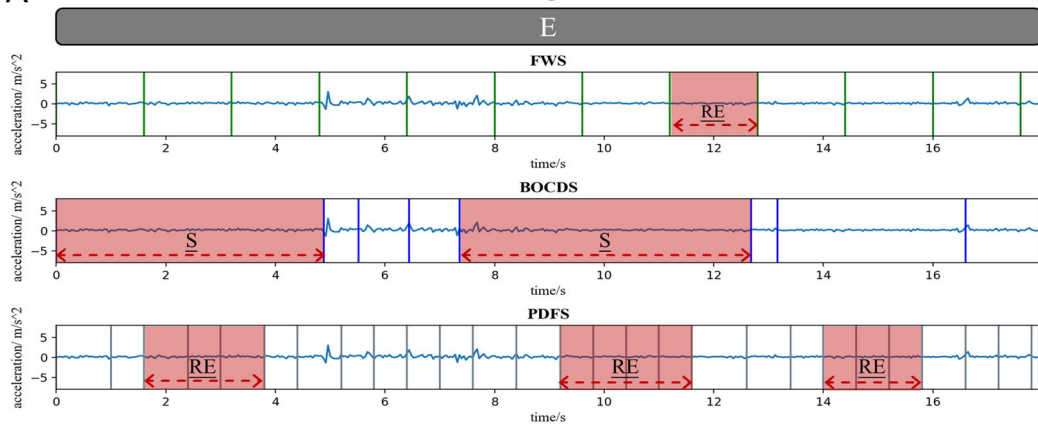 E
FWS
acceleration/ m/s^2
5
0
−5
RE
0 2 4 6 8 10 12 14 16
time/s
BOCDS
acceleration/ m/s^2
5
0
−5
S S
0 2 4 6 8 10 12 14 16
time/s
PDFS
acceleration/ m/s^2
5
0
−5
RE RE RE
0 2 4 6 8 10 12 14 16
time/s